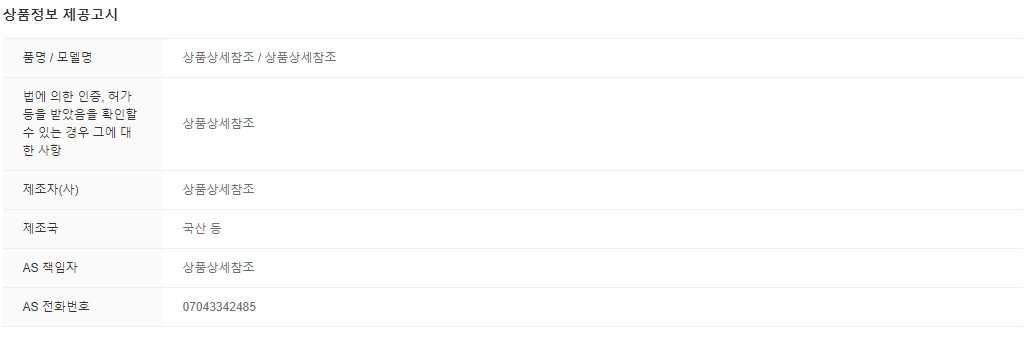 상품정보 제공고시
품명 / 모델명
상품상세참조 / 상품상세참조
법에 의한 인증, 허가
등을 받았음을 확인할
수 있는 경우 그에 대
한 사항
상품상세참조
제조자(사)
상품상세참조
제조국
국산 등
AS 책임자
상품상세참조
AS 전화번호
07043342485